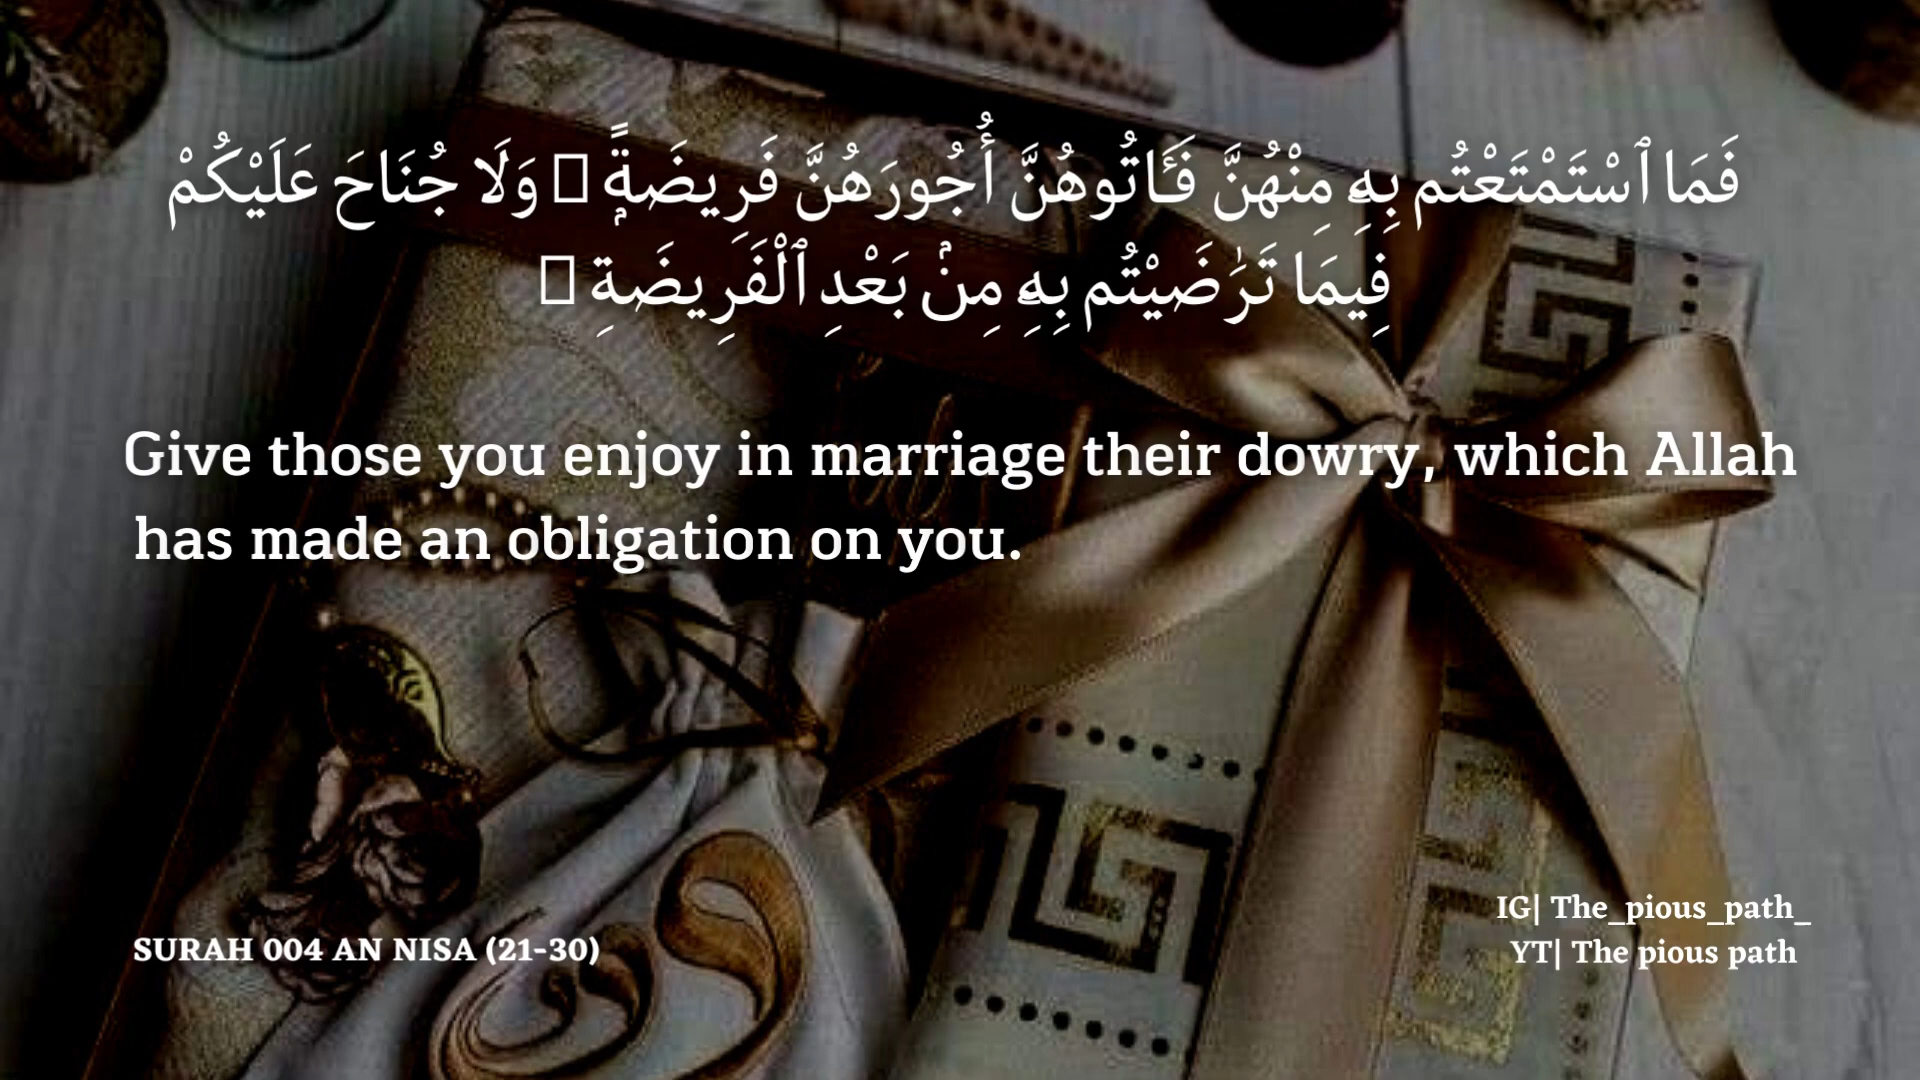 فَمَا ٱسْتَمْتَعْتُم بِهِۦ مِنْهُنَّ فَـَٔاتُوهُنَّ أُجُورَهُنَّ فَرِيضَةًۭ ۚ وَلَا جُنَاحَ عَلَيْكُمْ
فِيمَا تَرَٰضَيْتُم بِهِۦ مِنۢ بَعْدِ ٱلْفَرِيضَةِ ۚ
Give those you enjoy in marriage their dowry, which Allah
has made an obligation on you.
SURAH 004 AN NISA (21-30)
IG| The_pious_path_
YT| The pious path